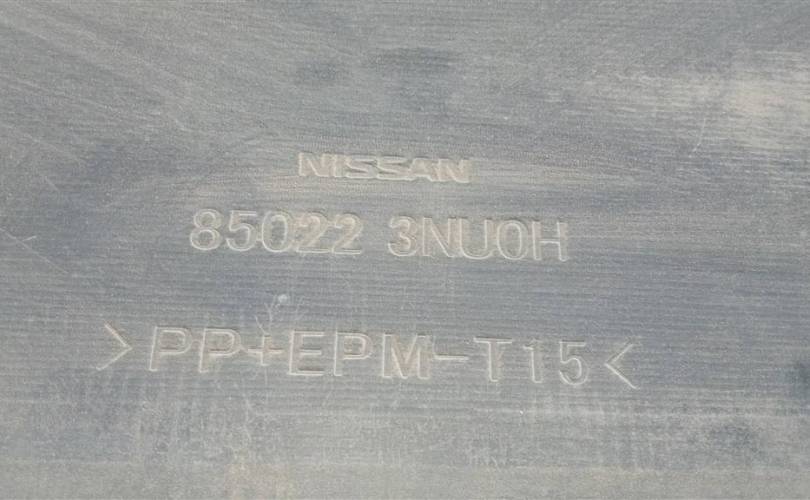 NISSAN
85022 3NU0H
>PP+EPM-T15<